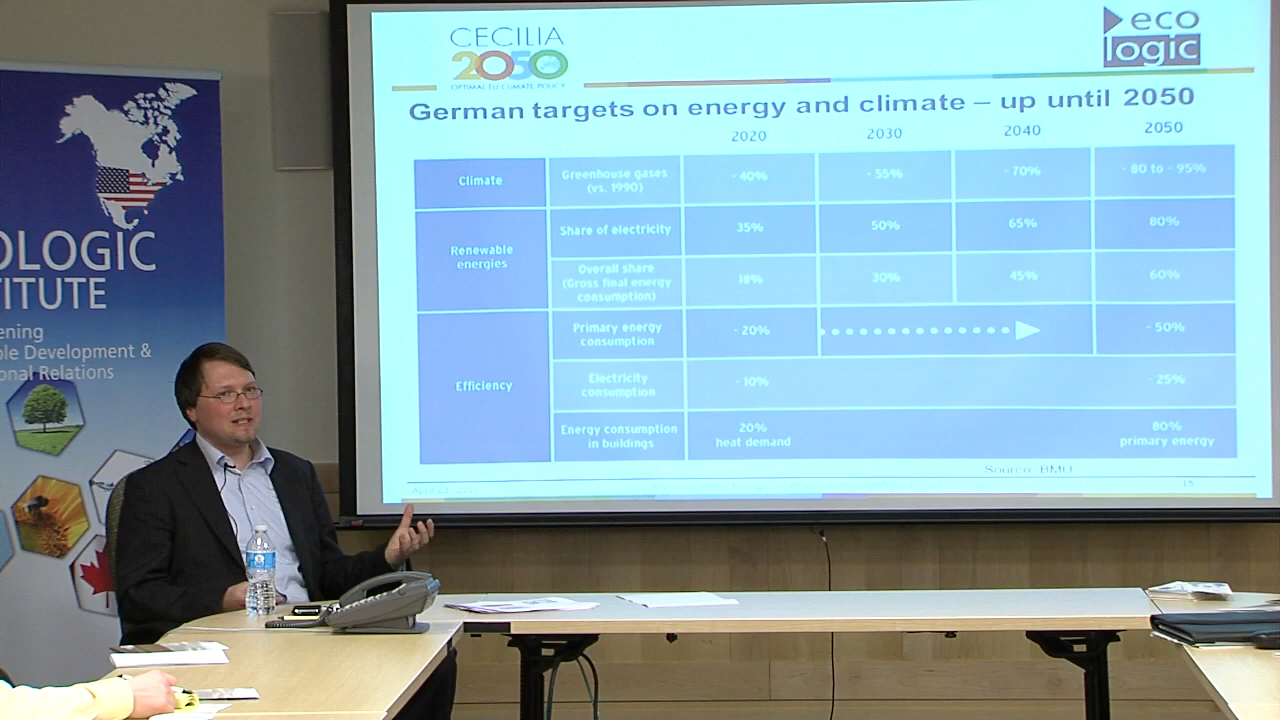 OLOGIC
TITUTE
ening
ble Development &
onal Relations
CECILIA
2050
OPTIMAL EU CLIMATE POLICY
eco
logic
German targets on energy and climate – up until 2050
2020 2030 2040 2050
Climate
Greenhouse gases
(vs. 1990)
- 40% - 55% - 70% - 80 to - 95%
Renewable
energies
Share of electricity
35% 50% 65% 80%
Overall share
(Gross final energy
consumption)
18% 30% 45% 60%
Efficiency
Primary energy
consumption
- 20% - 50%
Electricity
consumption
- 10% - 25%
Energy consumption
in buildings
20%
heat demand
80%
primary energy
Source: BMU
15